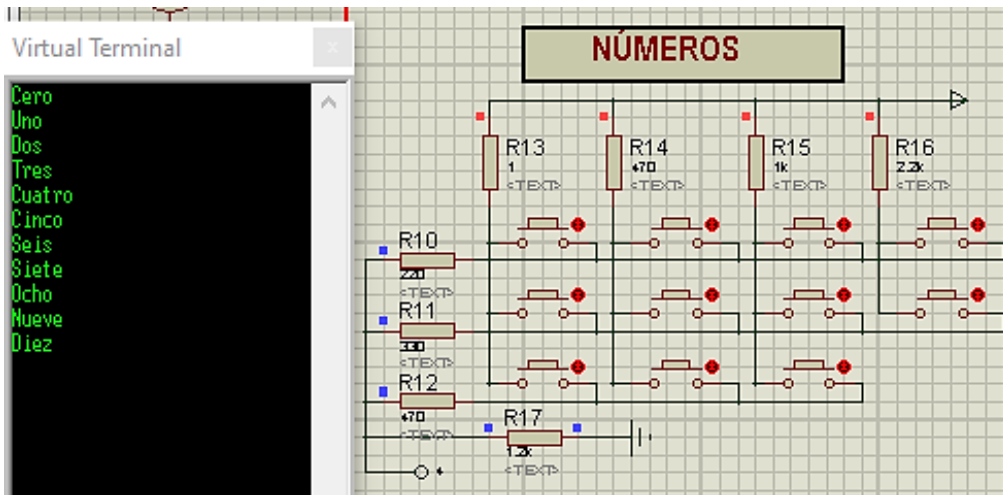 Virtual Terminal
x
Cero
Uno
Dos
Tres
Cuatro
Cinco
Seis
Siete
Ocho
Nueve
Diez
NÚMEROS
R13
1
<TEXT>
R14
470
<TEXT>
R15
1k
<TEXT>
R16
2.2k
<TEXT>
R10
220
<TEXT>
R11
330
<TEXT>
R12
470
<TEXT>
R17
1.2k
<TEXT>